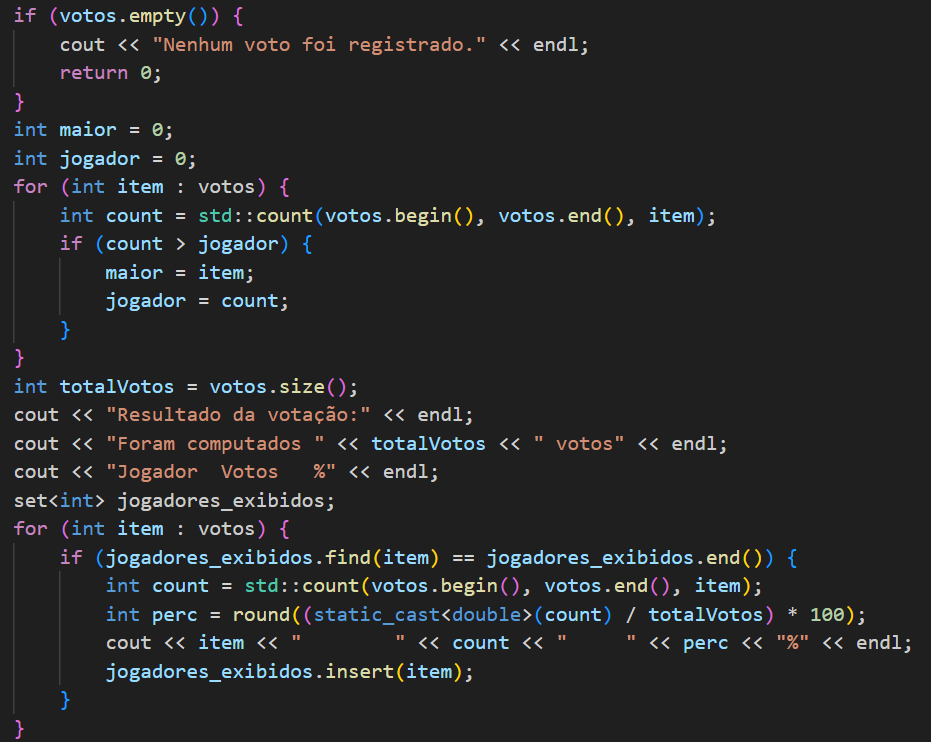 if (votos.empty()) {
    cout << "Nenhum voto foi registrado." << endl;
    return 0;
}
int maior = 0;
int jogador = 0;
for (int item : votos) {
    int count = std::count(votos.begin(), votos.end(), item);
    if (count > jogador) {
        maior = item;
        jogador = count;
    }
}
int totalVotos = votos.size();
cout << "Resultado da votação:" << endl;
cout << "Foram computados " << totalVotos << " votos" << endl;
cout << "Jogador  Votos   %" << endl;
set<int> jogadores_exibidos;
for (int item : votos) {
    if (jogadores_exibidos.find(item) == jogadores_exibidos.end()) {
        int count = std::count(votos.begin(), votos.end(), item);
        int perc = round((static_cast<double>(count) / totalVotos) * 100);
        cout << item << "        " << count << "     " << perc << "%" << endl;
        jogadores_exibidos.insert(item);
    }
}